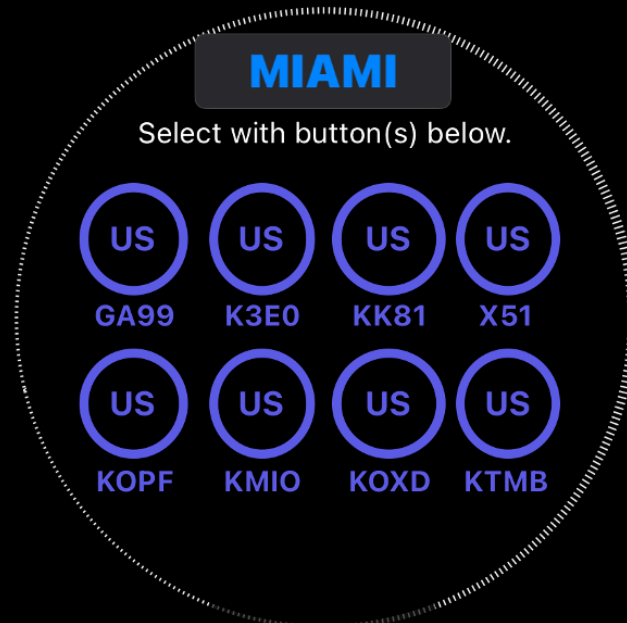 MIAMI
Select with button(s) below.
US US US US
GA99 K3E0 KK81 X51
US US US US
KOPF KMIO KOXD KTMB